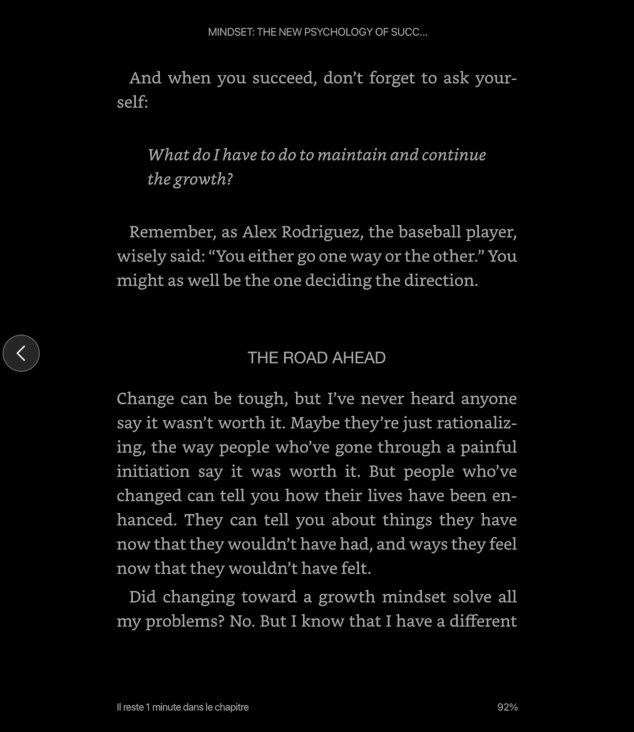 MINDSET: THE NEW PSYCHOLOGY OF SUCC...
And when you succeed, don’t forget to ask your-
self:
What do I have to do to maintain and continue
the growth?
Remember, as Alex Rodriguez, the baseball player,
wisely said: “You either go one way or the other.” You
might as well be the one deciding the direction.
THE ROAD AHEAD
Change can be tough, but I’ve never heard anyone
say it wasn’t worth it. Maybe they’re just rationaliz-
ing, the way people who’ve gone through a painful
initiation say it was worth it. But people who’ve
changed can tell you how their lives have been en-
hanced. They can tell you about things they have
now that they wouldn’t have had, and ways they feel
now that they wouldn’t have felt.
Did changing toward a growth mindset solve all
my problems? No. But I know that I have a different
Il reste 1 minute dans le chapitre
92%